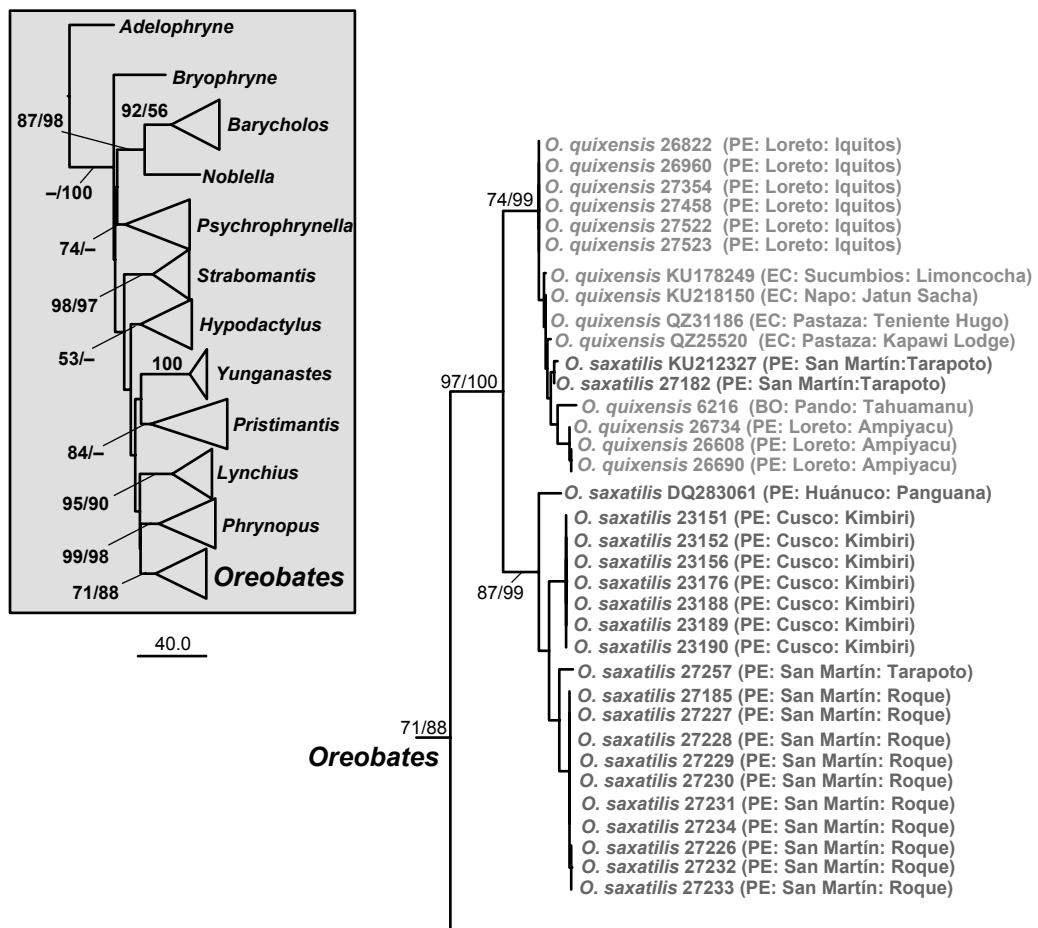 Adelophryne
Bryophryne
92/56
87/98
Barycholos
Noblella
–/100
Psychrophrynella
74/–
Strabomantis
98/97
Hypodactylus
53/–
100
Yunganastes
Pristimantis
84/–
Lynchius
95/90
Phrynopus
99/98
Oreobates
71/88
40.0
71/88
Oreobates
97/100
74/99
87/99
O. quixensis 26822 (PE: Loreto: Iquitos)
O. quixensis 26960 (PE: Loreto: Iquitos)
O. quixensis 27354 (PE: Loreto: Iquitos)
O. quixensis 27458 (PE: Loreto: Iquitos)
O. quixensis 27522 (PE: Loreto: Iquitos)
O. quixensis 27523 (PE: Loreto: Iquitos)
O. quixensis KU178249 (EC: Sucumbios: Limoncocha)
O. quixensis KU218150 (EC: Napo: Jatun Sacha)
O. quixensis QZ31186 (EC: Pastaza: Teniente Hugo)
O. quixensis QZ25520 (EC: Pastaza: Kapawi Lodge)
O. saxatilis KU212327 (PE: San Martín:Tarapoto)
O. saxatilis 27182 (PE: San Martín:Tarapoto)
O. quixensis 6216 (BO: Pando: Tahuamanu)
O. quixensis 26734 (PE: Loreto: Ampiyacu)
O. quixensis 26608 (PE: Loreto: Ampiyacu)
O. quixensis 26690 (PE: Loreto: Ampiyacu)
O. saxatilis DQ283061 (PE: Huánuco: Panguana)
O. saxatilis 23151 (PE: Cusco: Kimbiri)
O. saxatilis 23152 (PE: Cusco: Kimbiri)
O. saxatilis 23156 (PE: Cusco: Kimbiri)
O. saxatilis 23176 (PE: Cusco: Kimbiri)
O. saxatilis 23188 (PE: Cusco: Kimbiri)
O. saxatilis 23189 (PE: Cusco: Kimbiri)
O. saxatilis 23190 (PE: Cusco: Kimbiri)
O. saxatilis 27257 (PE: San Martín: Tarapoto)
O. saxatilis 27185 (PE: San Martín: Roque)
O. saxatilis 27227 (PE: San Martín: Roque)
O. saxatilis 27228 (PE: San Martín: Roque)
O. saxatilis 27229 (PE: San Martín: Roque)
O. saxatilis 27230 (PE: San Martín: Roque)
O. saxatilis 27231 (PE: San Martín: Roque)
O. saxatilis 27234 (PE: San Martín: Roque)
O. saxatilis 27226 (PE: San Martín: Roque)
O. saxatilis 27232 (PE: San Martín: Roque)
O. saxatilis 27233 (PE: San Martín: Roque)